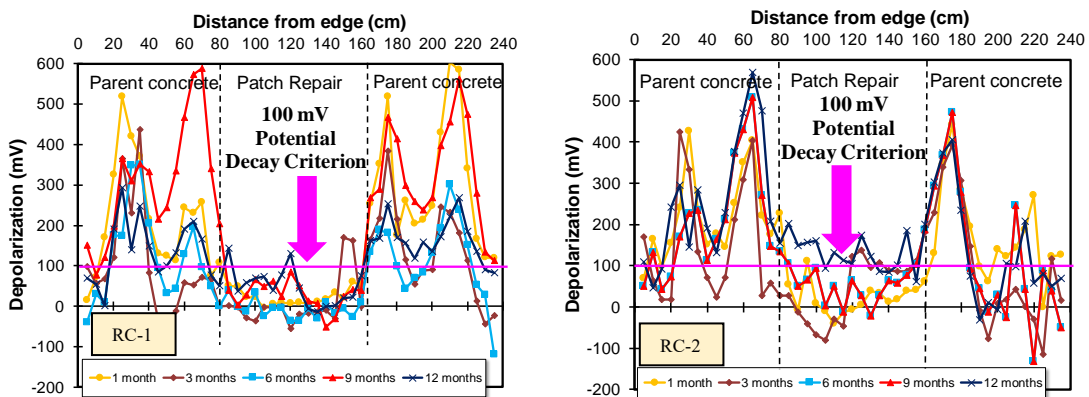 Distance from edge (cm)
0 20 40 60 80 100 120 140 160 180 200 220 240
Depolarization (mV)
600
500
400
300
200
100
0
-100
-200
Parent concrete
Patch Repair
Parent concrete
100 mV
Potential
Decay Criterion
RC-1
1 month 3 months 6 months 9 months 12 months
Distance from edge (cm)
0 20 40 60 80 100 120 140 160 180 200 220 240
Depolarization (mV)
600
500
400
300
200
100
0
-100
-200
Parent concrete
Patch Repair
Parent concrete
100 mV
Potential
Decay Criterion
RC-2
1 month 3 months 6 months 9 months 12 months